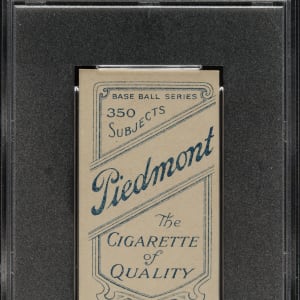 BASE BALL SERIES
350
SUBJECTS
Piedmont
The
CIGARETTE
of
QUALITY